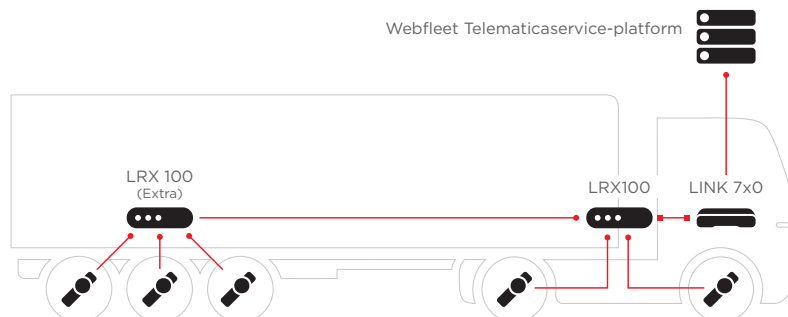 Webfleet Telematicaservice-platform
LRX 100
(Extra)
LRX100
LINK 7x0